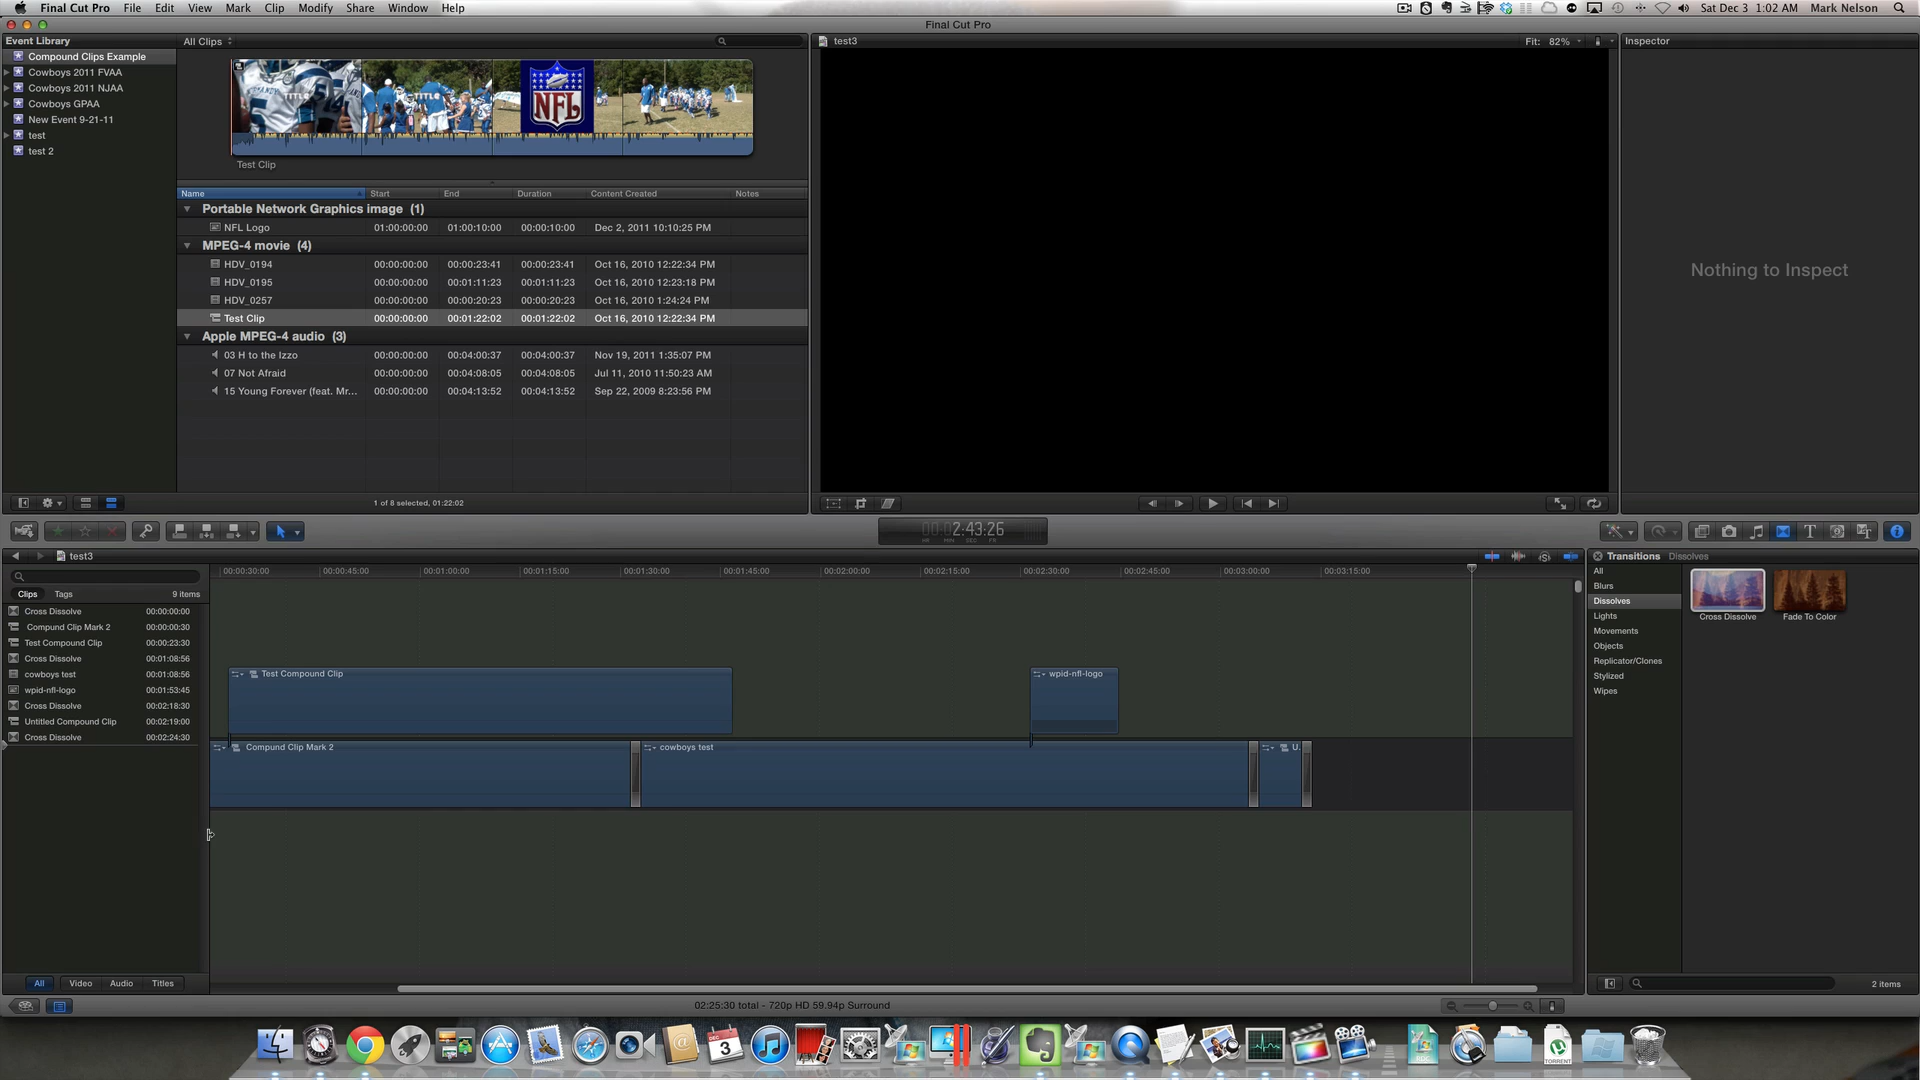 Final Cut Pro File Edit View Mark Clip Modify Share Window Help Sat Dec 3 1:02 AM Mark Nelson
Final Cut Pro
Event Library
Compound Clips Example
Cowboys 2011 FVAA
Cowboys 2011 NJAA
Cowboys GPAA
New Event 9-21-11
test
test 2
All Clips
TITLE
TITLE
NFL
Test Clip
Name Start End Duration Content Created Notes
Portable Network Graphics image (1)
NFL Logo 01:00:00:00 01:00:10:00 00:00:10:00 Dec 2, 2011 10:10:25 PM
MPEG-4 movie (4)
HDV_0194 00:00:00:00 00:00:23:41 00:00:23:41 Oct 16, 2010 12:22:34 PM
HDV_0195 00:00:00:00 00:01:11:23 00:01:11:23 Oct 16, 2010 12:23:18 PM
HDV_0257 00:00:00:00 00:00:20:23 00:00:20:23 Oct 16, 2010 1:24:24 PM
Test Clip 00:00:00:00 00:01:22:02 00:01:22:02 Oct 16, 2010 12:22:34 PM
Apple MPEG-4 audio (3)
03 H to the Izzo 00:00:00:00 00:04:00:37 00:04:00:37 Nov 19, 2011 1:35:07 PM
07 Not Afraid 00:00:00:00 00:04:08:05 00:04:08:05 Jul 11, 2010 11:50:23 AM
15 Young Forever (feat. Mr... 00:00:00:00 00:04:13:52 00:04:13:52 Sep 22, 2009 8:23:56 PM
1 of 8 selected, 01:22:02
test3 Fit: 82%
Inspector
Nothing to Inspect
00:02:43:26
HR MIN SEC FR
test3
00:00:30:00 00:00:45:00 00:01:00:00 00:01:15:00 00:01:30:00 00:01:45:00 00:02:00:00 00:02:15:00 00:02:30:00 00:02:45:00 00:03:00:00 00:03:15:00
Clips Tags 9 items
Cross Dissolve 00:00:00:00
Compund Clip Mark 2 00:00:00:30
Test Compound Clip 00:00:23:30
Cross Dissolve 00:01:08:56
cowboys test 00:01:08:56
wpid-nfl-logo 00:01:53:45
Cross Dissolve 00:02:18:30
Untitled Compound Clip 00:02:19:00
Cross Dissolve 00:02:24:30
All Video Audio Titles
Test Compound Clip
wpid-nfl-logo
Compund Clip Mark 2
cowboys test
U.
02:25:30 total - 720p HD 59.94p Surround
Transitions Dissolves
All
Blurs
Dissolves
Lights
Movements
Objects
Replicator/Clones
Stylized
Wipes
Cross Dissolve
Fade To Color
2 items
DEC
3
TORRENT